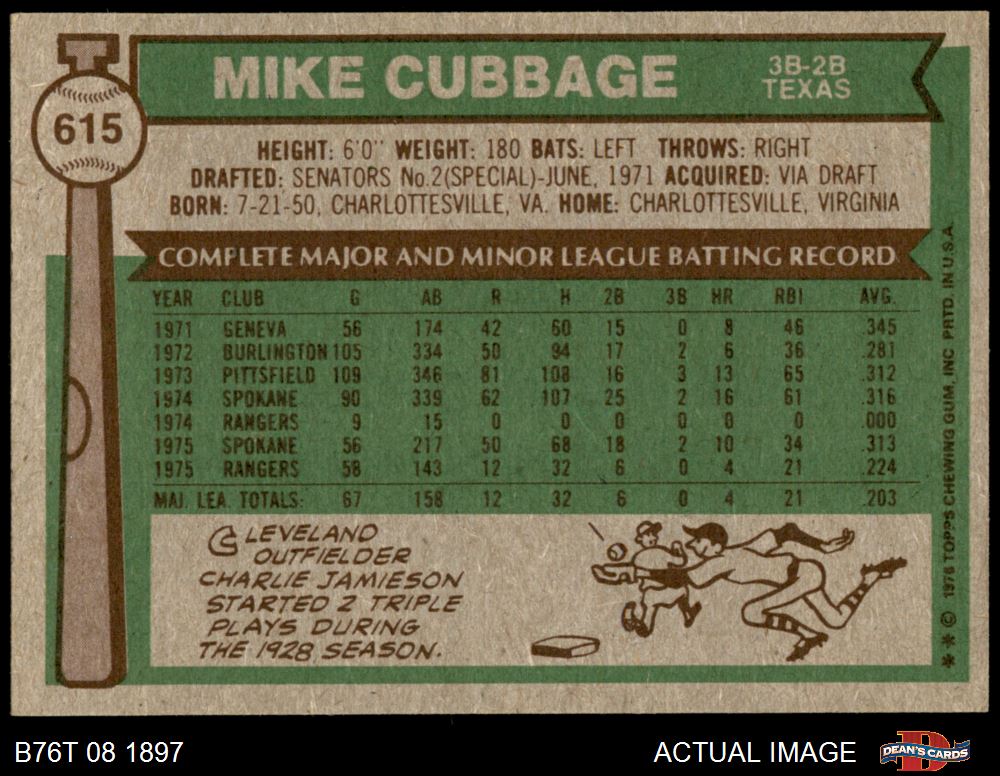 MIKE CUBBAGE
3B-2B
TEXAS
615
HEIGHT: 6'0" WEIGHT: 180 BATS: LEFT THROWS: RIGHT
DRAFTED: SENATORS No.2(SPECIAL)-JUNE, 1971 ACQUIRED: VIA DRAFT
BORN: 7-21-50, CHARLOTTESVILLE, VA. HOME: CHARLOTTESVILLE, VIRGINIA
COMPLETE MAJOR AND MINOR LEAGUE BATTING RECORD
YEAR CLUB G AB R H 2B 3B HR RBI AVG.
1971 GENEVA 56 174 42 60 15 0 8 46 .345
1972 BURLINGTON 105 334 50 94 17 2 6 36 .281
1973 PITTSFIELD 109 346 81 108 16 3 13 65 .312
1974 SPOKANE 90 339 62 107 25 2 16 61 .316
1974 RANGERS 9 15 0 0 0 0 0 0 .000
1975 SPOKANE 56 217 50 68 18 2 10 34 .313
1975 RANGERS 58 143 12 32 6 0 4 21 .224
MAJ. LEA. TOTALS: 67 158 12 32 6 0 4 21 .203
CLEVELAND
OUTFIELDER
CHARLIE JAMIESON
STARTED 2 TRIPLE
PLAYS DURING
THE 1928 SEASON.
* * © 1976 TOPPS CHEWING GUM, INC. PRTD. IN U.S.A.
B76T 08 1897
ACTUAL IMAGE
DEAN'S CARDS